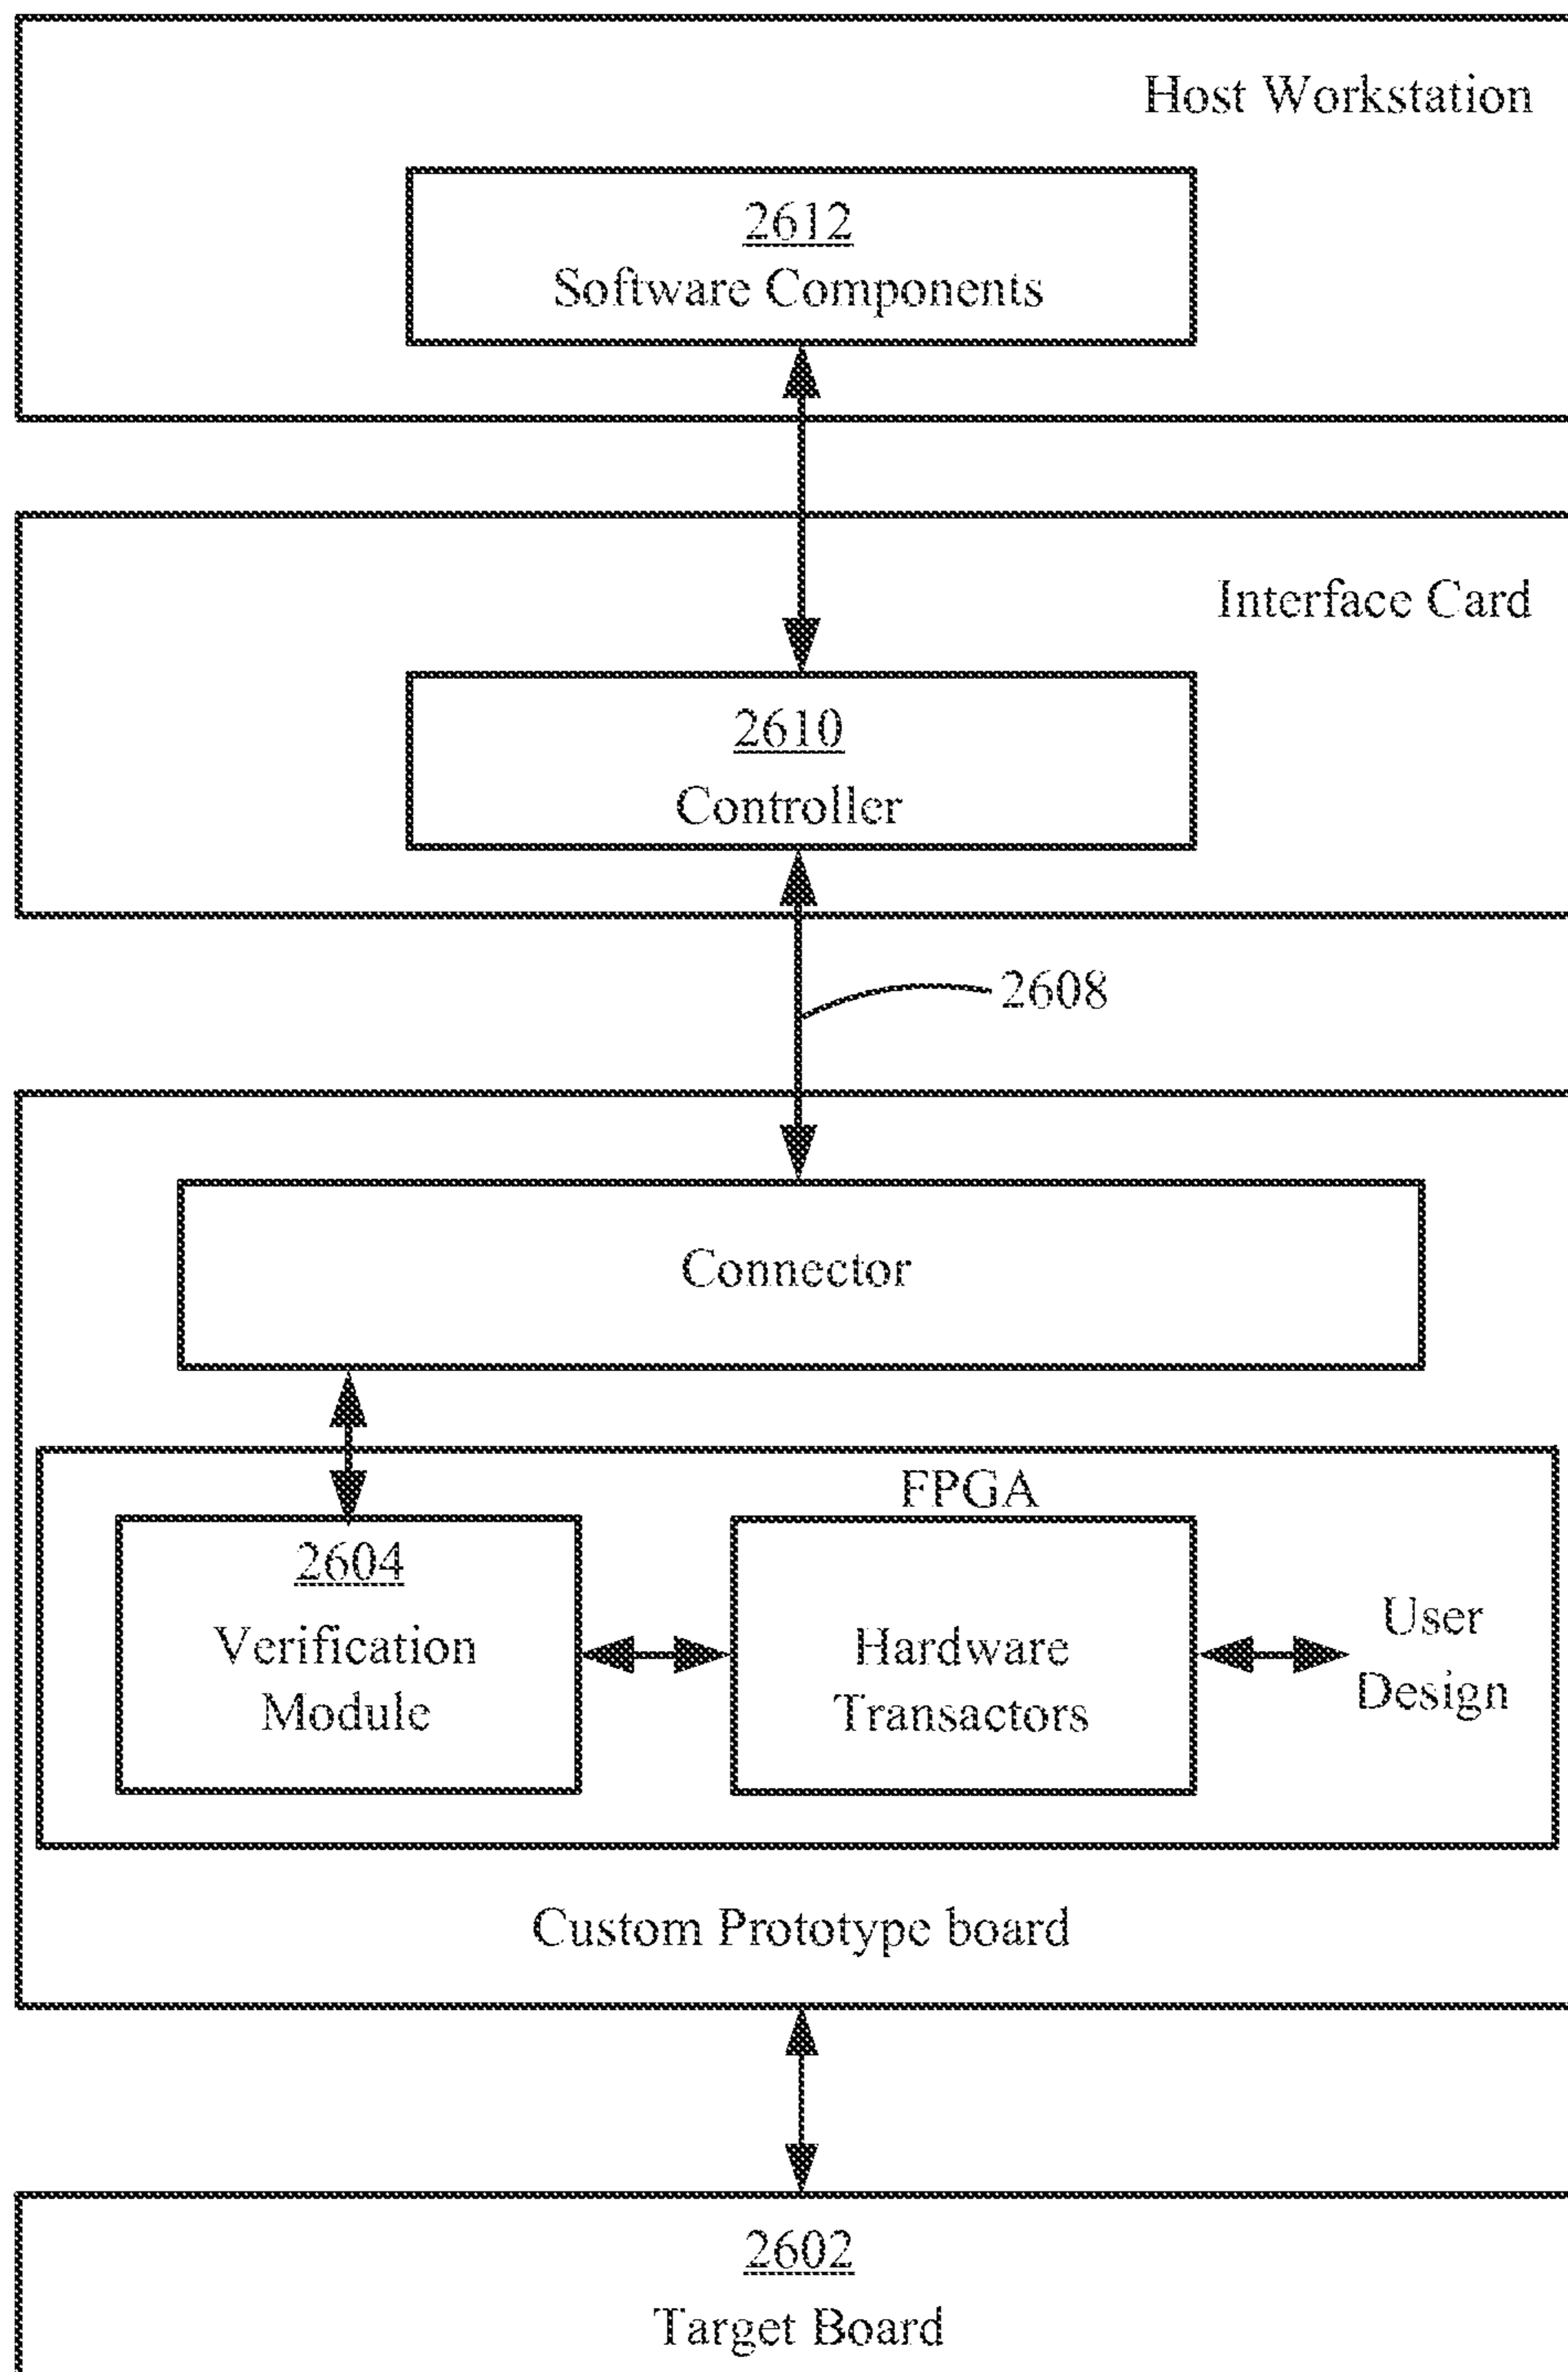 Host Workstation
2612
Software Components
Interface Card
2610
Controller
2608
Connector
FPGA
2604
Verification
Module
Hardware
Transactors
User
Design
Custom Prototype board
2602
Target Board